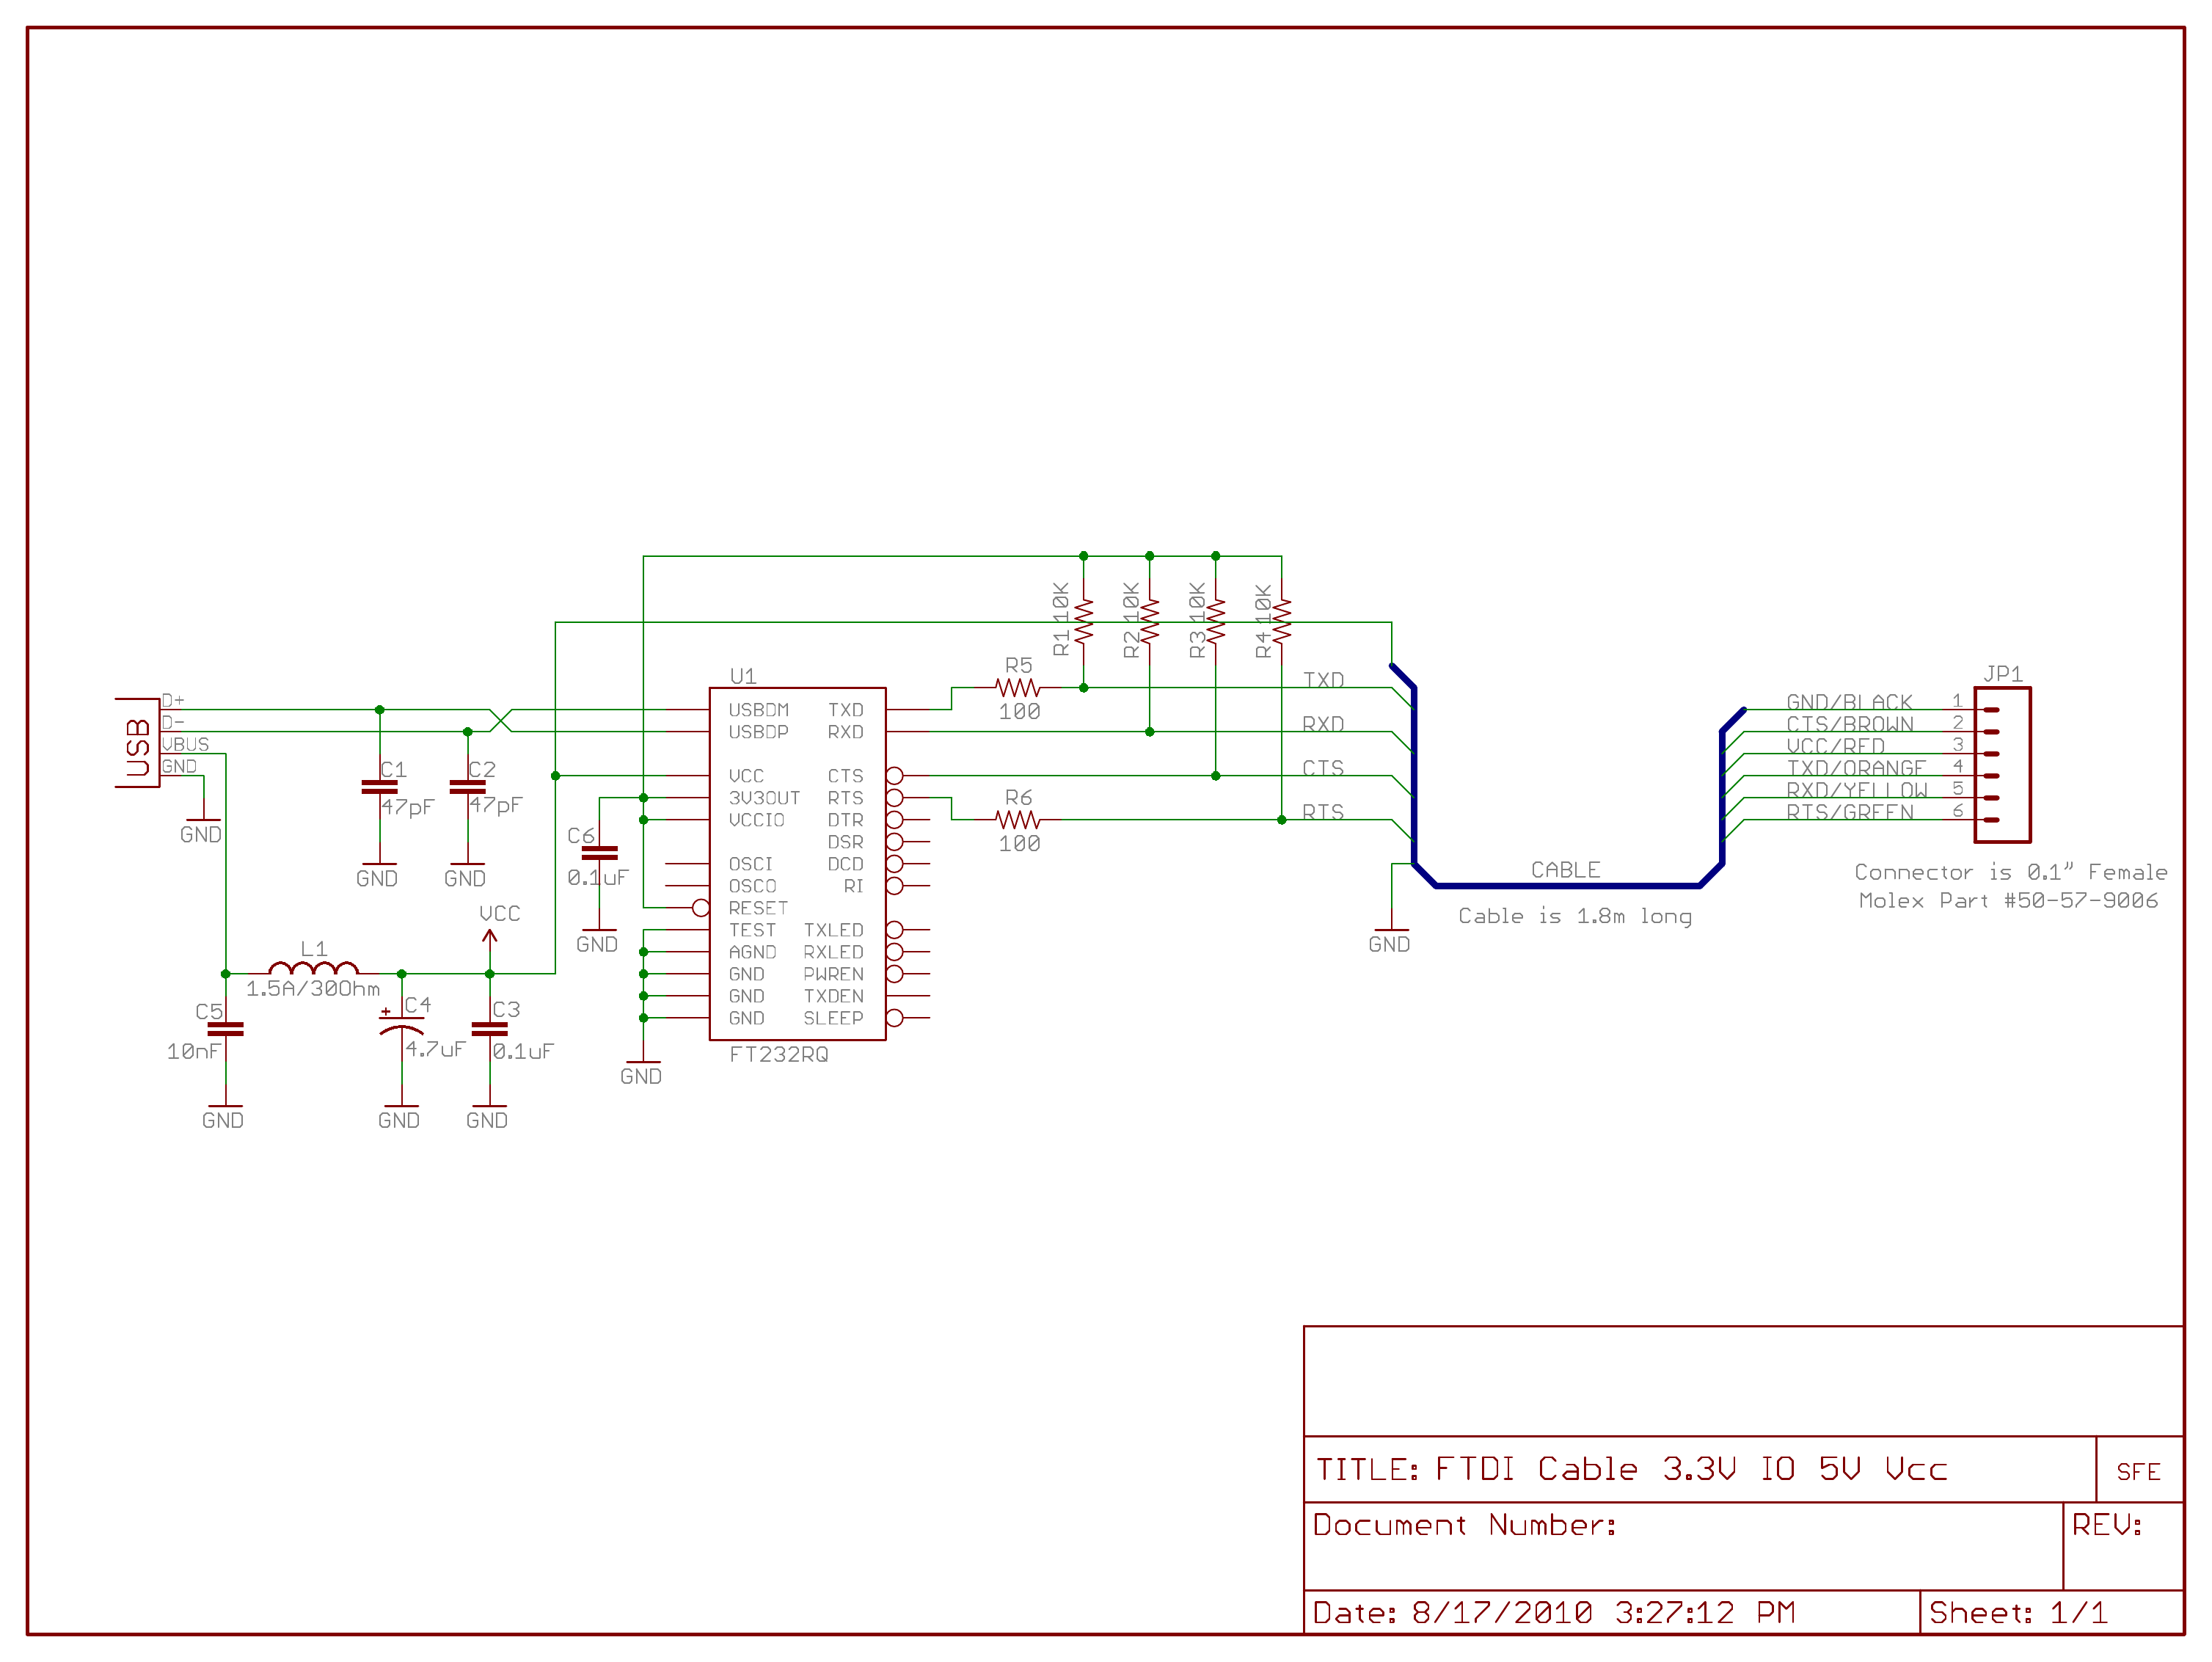 R1 10K
R2 10K
R3 10K
R4 10K
U1
R5
100
TXD
RXD
CTS
RTS
R6
100
USB
D+
D-
VBUS
GND
GND
C1
47pF
GND
C2
47pF
GND
USBDM TXD
USBDP RXD
VCC CTS
3V3OUT RTS
VCCIO DTR
DSR
OSCI DCD
OSCO RI
RESET
TEST TXLED
AGND RXLED
GND PWREN
GND TXDEN
GND SLEEP
FT232RQ
C6
0.1uF
GND
VCC
L1
1.5A/30Ohm
C5
10nF
GND
C4
+
4.7uF
GND
C3
0.1uF
GND
GND
GND
CABLE
Cable is 1.8m long
JP1
GND/BLACK 1
CTS/BROWN 2
VCC/RED 3
TXD/ORANGE 4
RXD/YELLOW 5
RTS/GREEN 6
Connector is 0.1" Female
Molex Part #50-57-9006
TITLE: FTDI Cable 3.3V IO 5V Vcc
SFE
Document Number:
REV:
Date: 8/17/2010 3:27:12 PM
Sheet: 1/1